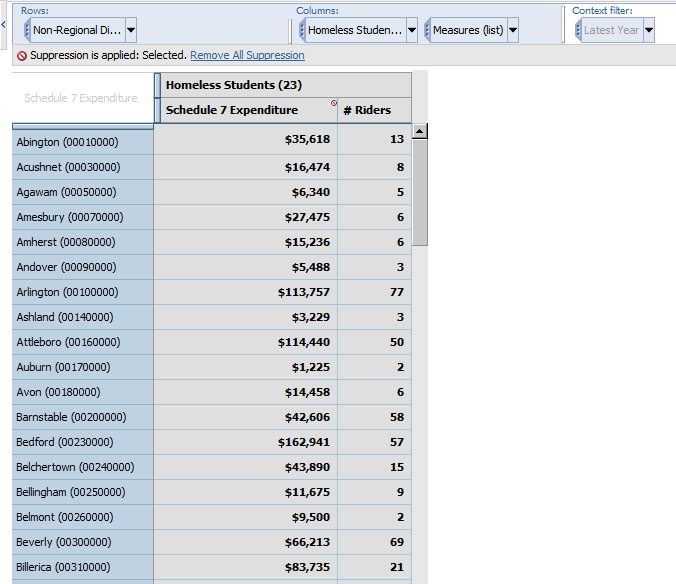 Rows: Columns: Context filter:
Non-Regional Di... Homeless Studen... Measures (list) Latest Year
Suppression is applied: Selected. Remove All Suppression
Schedule 7 Expenditure
Homeless Students (23)
Schedule 7 Expenditure # Riders
Abington (00010000) $35,618 13
Acushnet (00030000) $16,474 8
Agawam (00050000) $6,340 5
Amesbury (00070000) $27,475 6
Amherst (00080000) $15,236 6
Andover (00090000) $5,488 3
Arlington (00100000) $113,757 77
Ashland (00140000) $3,229 3
Attleboro (00160000) $114,440 50
Auburn (00170000) $1,225 2
Avon (00180000) $14,458 6
Barnstable (00200000) $42,606 58
Bedford (00230000) $162,941 57
Belchertown (00240000) $43,890 15
Bellingham (00250000) $11,675 9
Belmont (00260000) $9,500 2
Beverly (00300000) $66,213 69
Billerica (00310000) $83,735 21